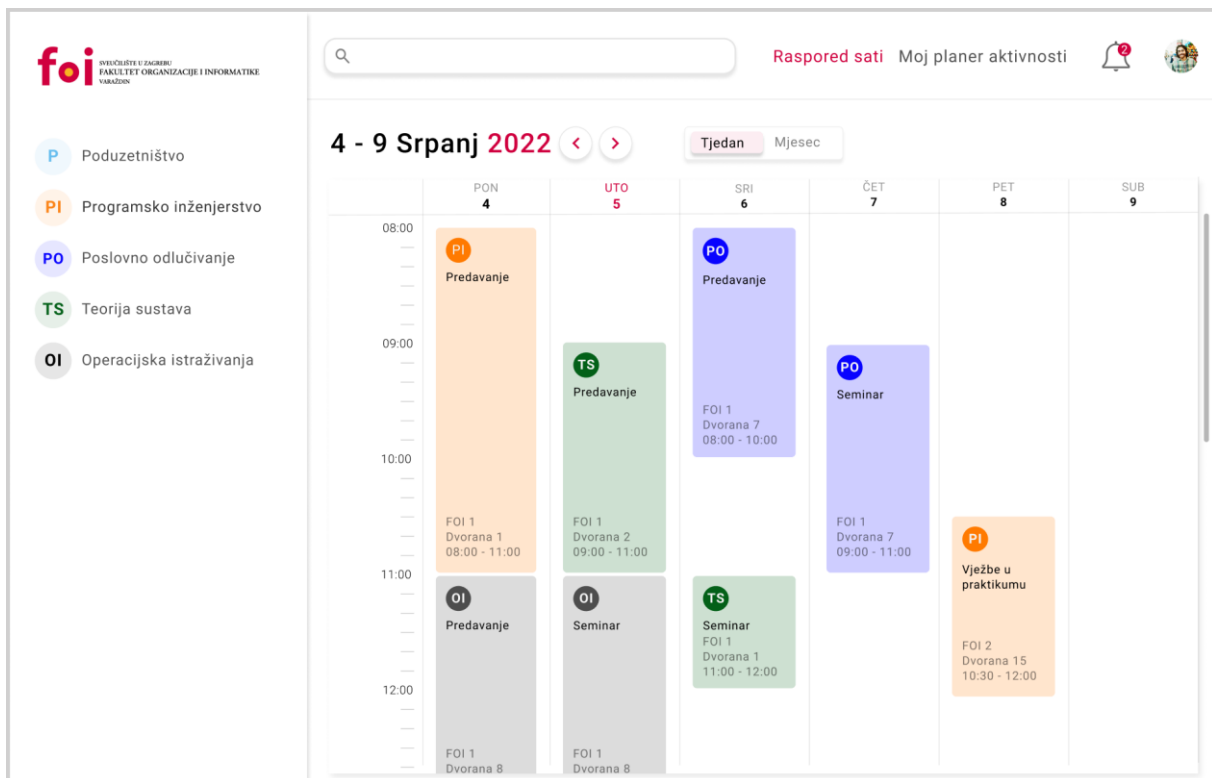 foi
SVEUČILIŠTE U ZAGREBU
FAKULTET ORGANIZACIJE I INFORMATIKE
VARAŽDIN
Raspored sati
Moj planer aktivnosti
2
P Poduzetništvo
PI Programsko inženjerstvo
PO Poslovno odlučivanje
TS Teorija sustava
OI Operacijska istraživanja
4 - 9 Srpanj 2022
Tjedan
Mjesec
PON
4
UTO
5
SRI
6
ČET
7
PET
8
SUB
9
08:00
09:00
10:00
11:00
12:00
PI
Predavanje
FOI 1
Dvorana 1
08:00 - 11:00
OI
Predavanje
FOI 1
Dvorana 8
TS
Predavanje
FOI 1
Dvorana 2
09:00 - 11:00
OI
Seminar
FOI 1
Dvorana 8
PO
Predavanje
FOI 1
Dvorana 7
08:00 - 10:00
TS
Seminar
FOI 1
Dvorana 1
11:00 - 12:00
PO
Seminar
FOI 1
Dvorana 7
09:00 - 11:00
PI
Vježbe u
praktikumu
FOI 2
Dvorana 15
10:30 - 12:00